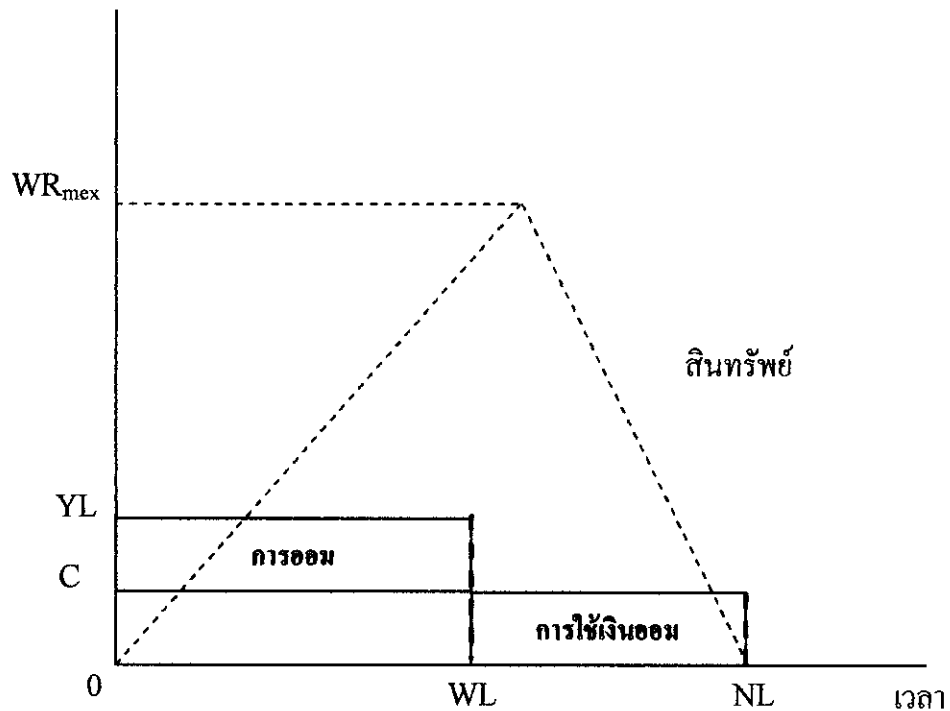 WRmex
สินทรัพย์
YL
การออม
C
การใช้เงินออม
0
WL
NL
เวลา